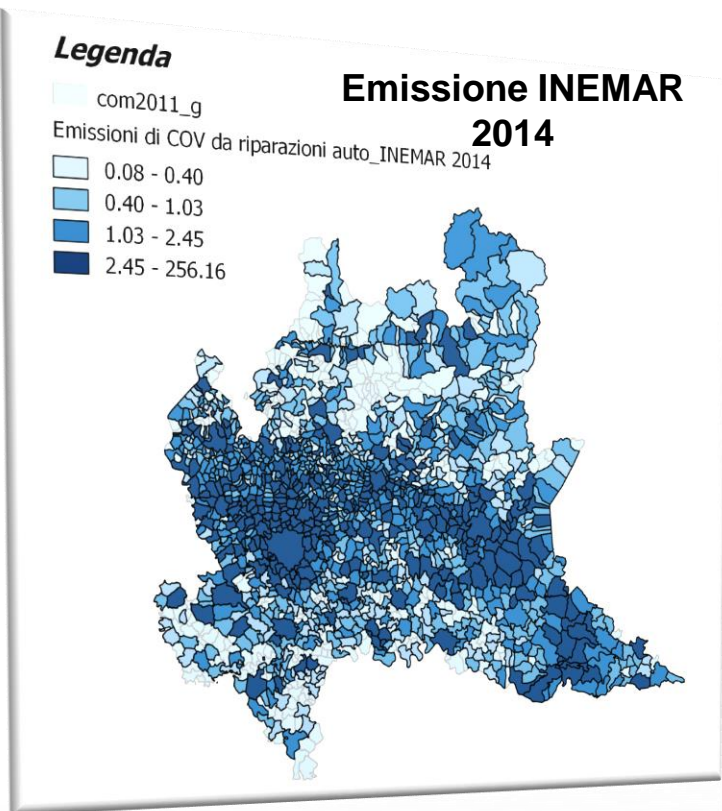 Legenda
Emissione INEMAR
2014
com2011_g
Emissioni di COV da riparazioni auto_INEMAR 2014
0.08 - 0.40
0.40 - 1.03
1.03 - 2.45
2.45 - 256.16